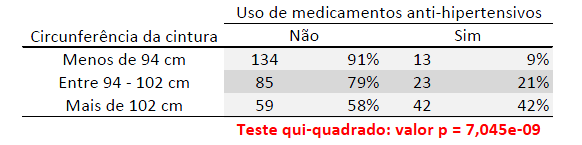 Uso de medicamentos anti-hipertensivos
Circunferência da cintura Não Sim
Menos de 94 cm 134 91% 13 9%
Entre 94 - 102 cm 85 79% 23 21%
Mais de 102 cm 59 58% 42 42%
Teste qui-quadrado: valor p = 7,045e-09